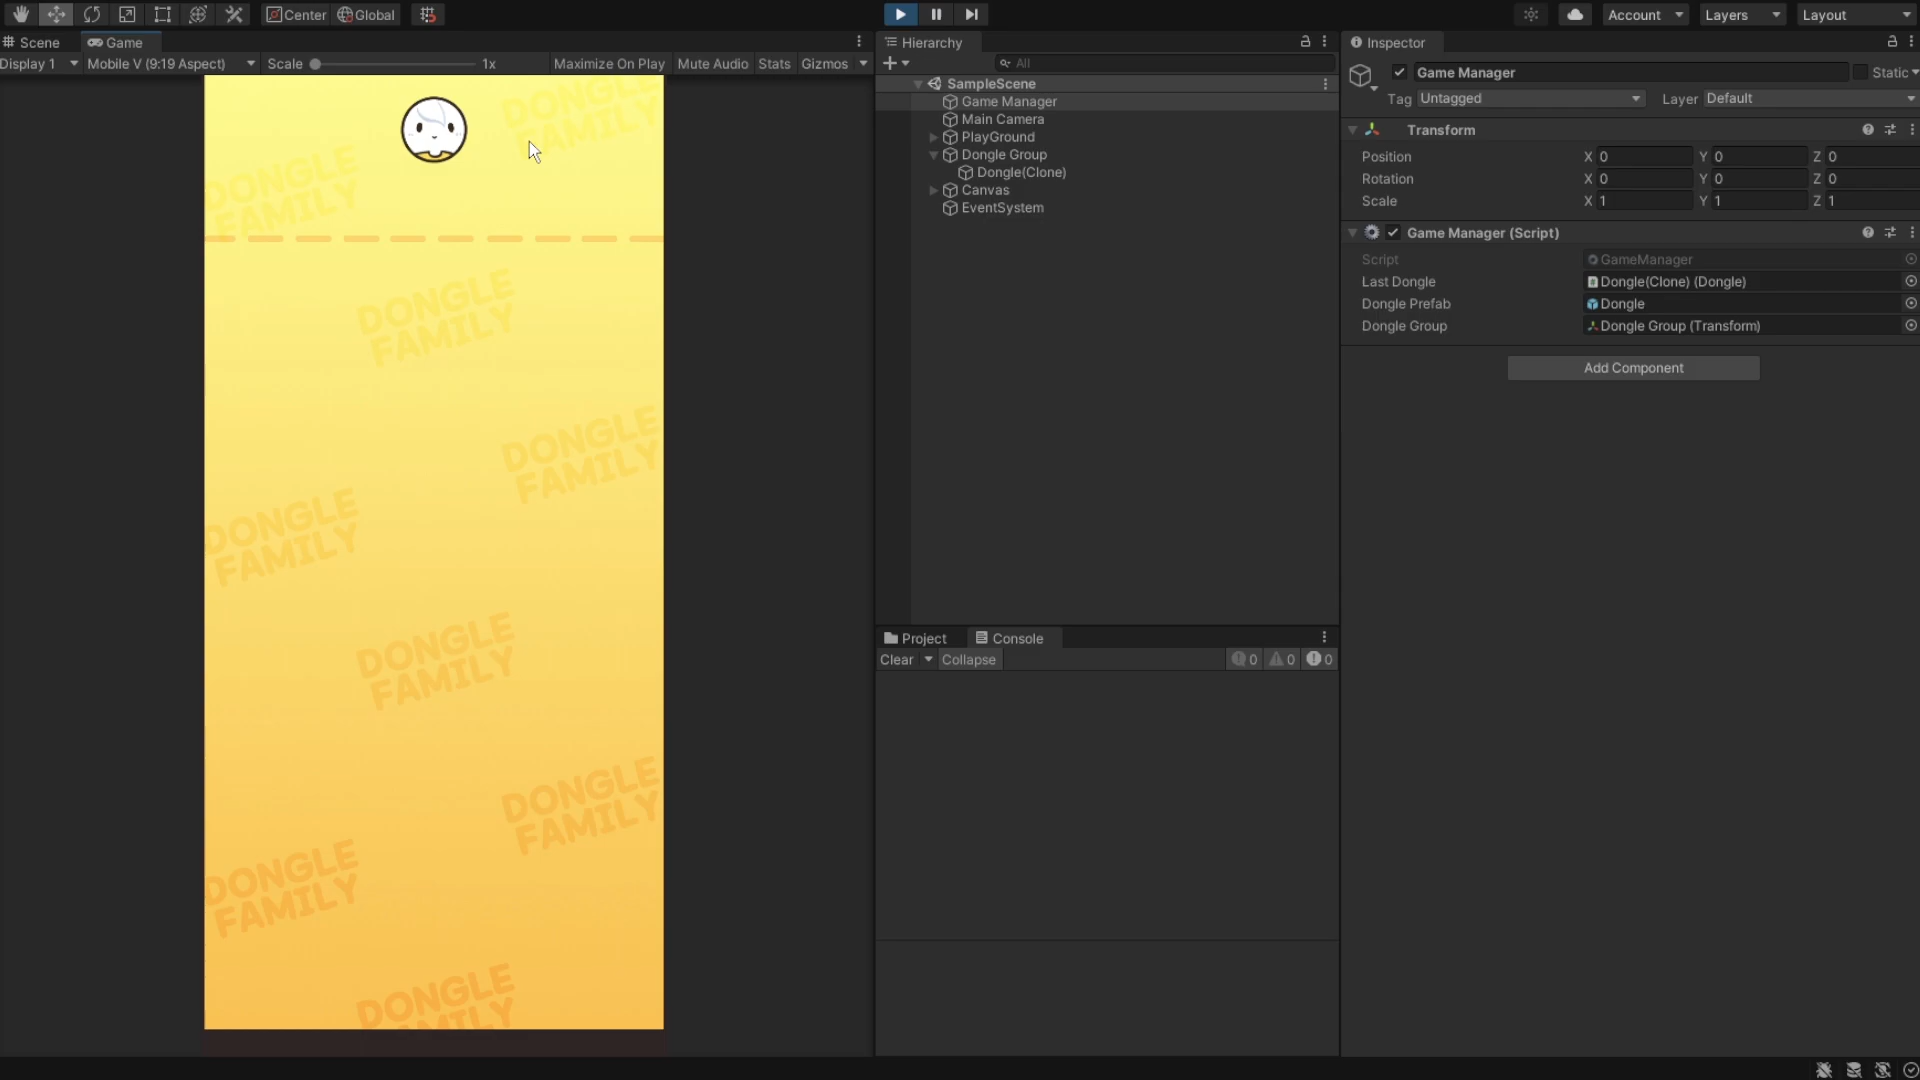 Center
Global
Account
Layers
Layout
Scene
Game
Display 1
Mobile V (9:19 Aspect)
Scale
1x
Maximize On Play
Mute Audio
Stats
Gizmos
DONGLE
FAMILY
DONGLE
FAMILY
DONGLE
FAMILY
DONGLE
FAMILY
DONGLE
FAMILY
DONGLE
FAMILY
DONGLE
FAMILY
DONGLE
FAMILY
DONGLE
FAMILY
Hierarchy
All
SampleScene
Game Manager
Main Camera
PlayGround
Dongle Group
Dongle(Clone)
Canvas
EventSystem
Project
Console
Clear
Collapse
0
0
0
Inspector
Game Manager
Static
Tag Untagged
Layer Default
Transform
Position X 0 Y 0 Z 0
Rotation X 0 Y 0 Z 0
Scale X 1 Y 1 Z 1
Game Manager (Script)
Script GameManager
Last Dongle Dongle(Clone) (Dongle)
Dongle Prefab Dongle
Dongle Group Dongle Group (Transform)
Add Component